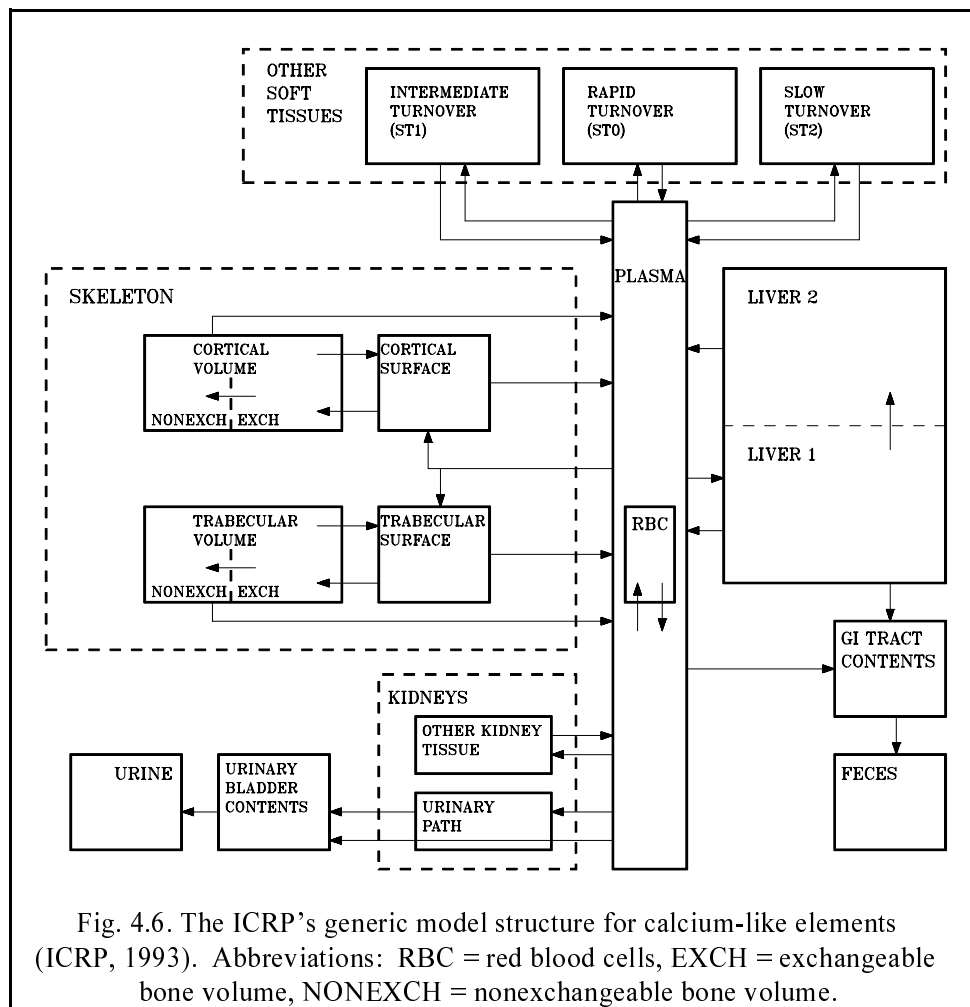 OTHER
SOFT
TISSUES
INTERMEDIATE
TURNOVER
(ST1)
RAPID
TURNOVER
(ST0)
SLOW
TURNOVER
(ST2)
PLASMA
SKELETON
CORTICAL
VOLUME
NONEXCH EXCH
CORTICAL
SURFACE
TRABECULAR
VOLUME
NONEXCH EXCH
TRABECULAR
SURFACE
RBC
LIVER 2
LIVER 1
GI TRACT
CONTENTS
FECES
KIDNEYS
OTHER KIDNEY
TISSUE
URINARY
PATH
URINARY
BLADDER
CONTENTS
URINE
Fig. 4.6. The ICRP's generic model structure for calcium-like elements
(ICRP, 1993). Abbreviations: RBC = red blood cells, EXCH = exchangeable
bone volume, NONEXCH = nonexchangeable bone volume.